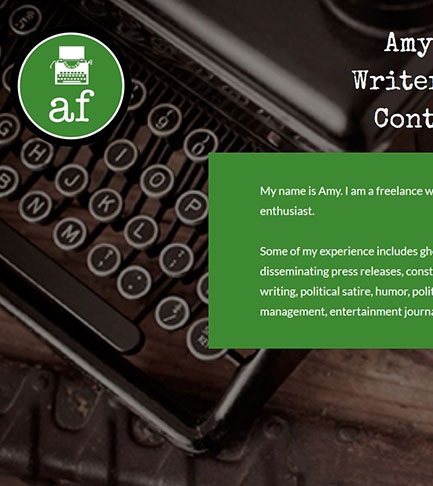 af
Amy
Writer
Cont
My name is Amy. I am a freelance w
enthusiast.
Some of my experience includes gho
disseminating press releases, const
writing, political satire, humor, polit
management, entertainment journa
G
H
I
O
P
J
K
L
B
N
M